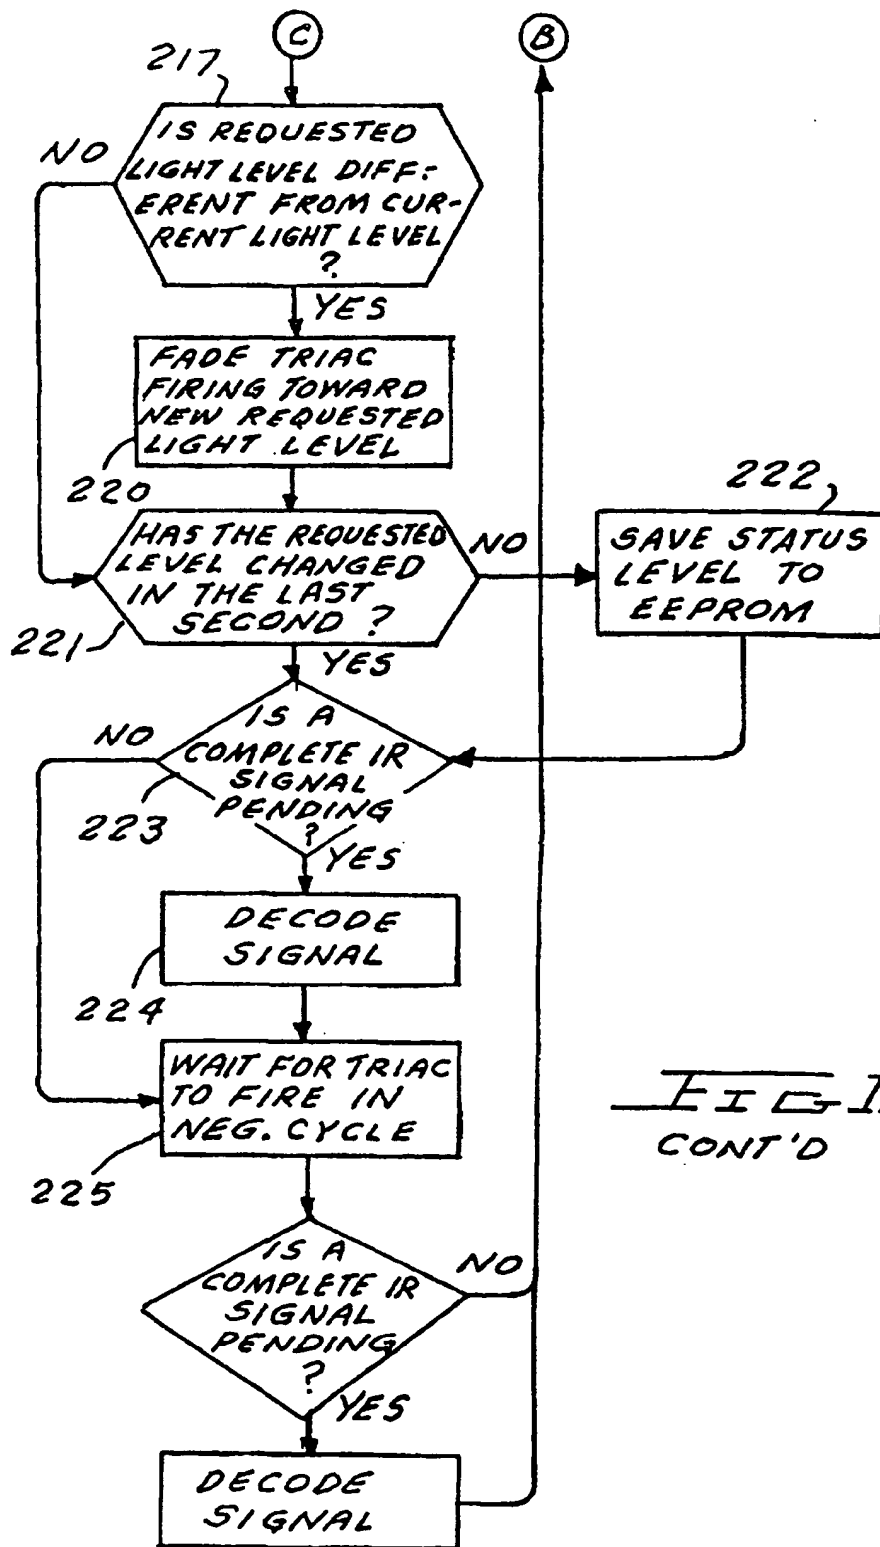 C
B
217
IS REQUESTED
LIGHT LEVEL DIFF-
ERENT FROM CUR-
RENT LIGHT LEVEL
?
NO
YES
FADE TRIAC
FIRING TOWARD
NEW REQUESTED
LIGHT LEVEL
220
HAS THE REQUESTED
LEVEL CHANGED
IN THE LAST
SECOND ?
221
NO
222
SAVE STATUS
LEVEL TO
EEPROM
YES
IS A
COMPLETE IR
SIGNAL
PENDING
?
NO
223
YES
DECODE
SIGNAL
224
WAIT FOR TRIAC
TO FIRE IN
NEG. CYCLE
225
FIG
CONT'D
IS A
COMPLETE IR
SIGNAL
PENDING
?
NO
YES
DECODE
SIGNAL